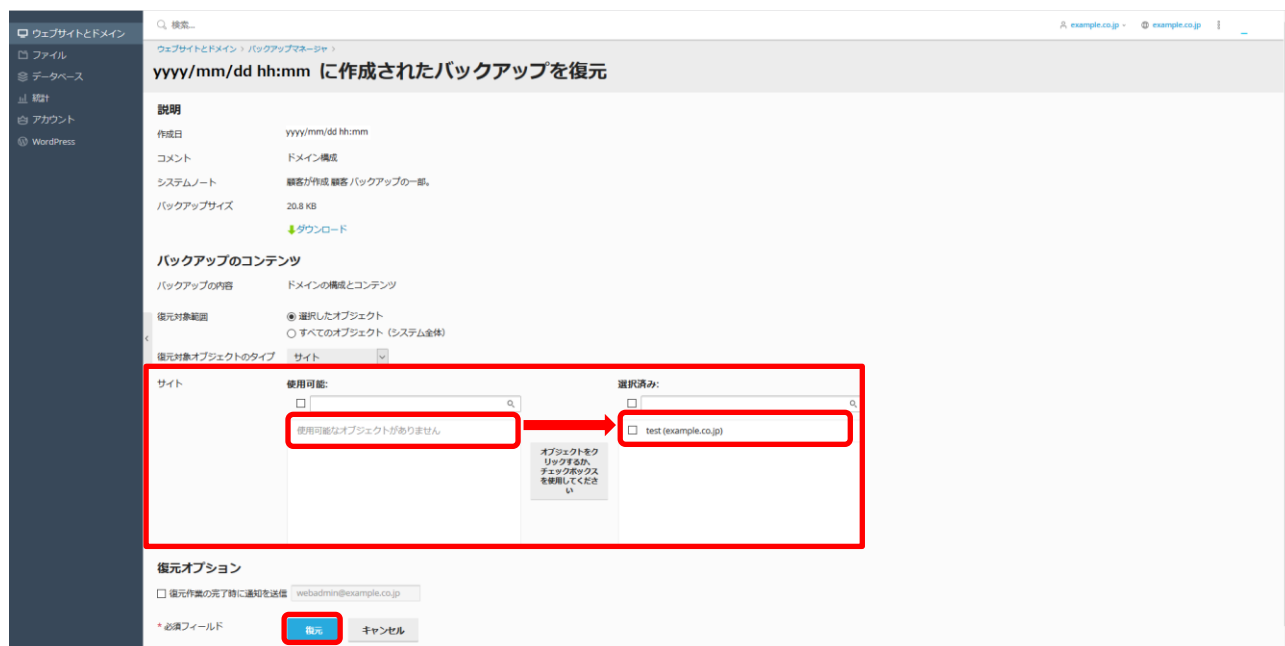 検索...
example.co.jp
example.co.jp
ウェブサイトとドメイン
ファイル
データベース
統計
アカウント
WordPress
ウェブサイトとドメイン › バックアップマネージャ ›
yyyy/mm/dd hh:mm に作成されたバックアップを復元
説明
作成日 yyyy/mm/dd hh:mm
コメント ドメイン構成
システムノート 顧客が作成 顧客 バックアップの一部。
バックアップサイズ 20.8 KB
ダウンロード
バックアップのコンテンツ
バックアップの内容 ドメインの構成とコンテンツ
復元対象範囲 選択したオブジェクト
すべてのオブジェクト（システム全体）
復元対象オブジェクトのタイプ サイト
サイト 使用可能: 選択済み:
使用可能なオブジェクトがありません test (example.co.jp)
オブジェクトをク
リックするか、
チェックボックス
を使用してくださ
い
復元オプション
復元作業の完了時に通知を送信 webadmin@example.co.jp
* 必須フィールド 復元 キャンセル